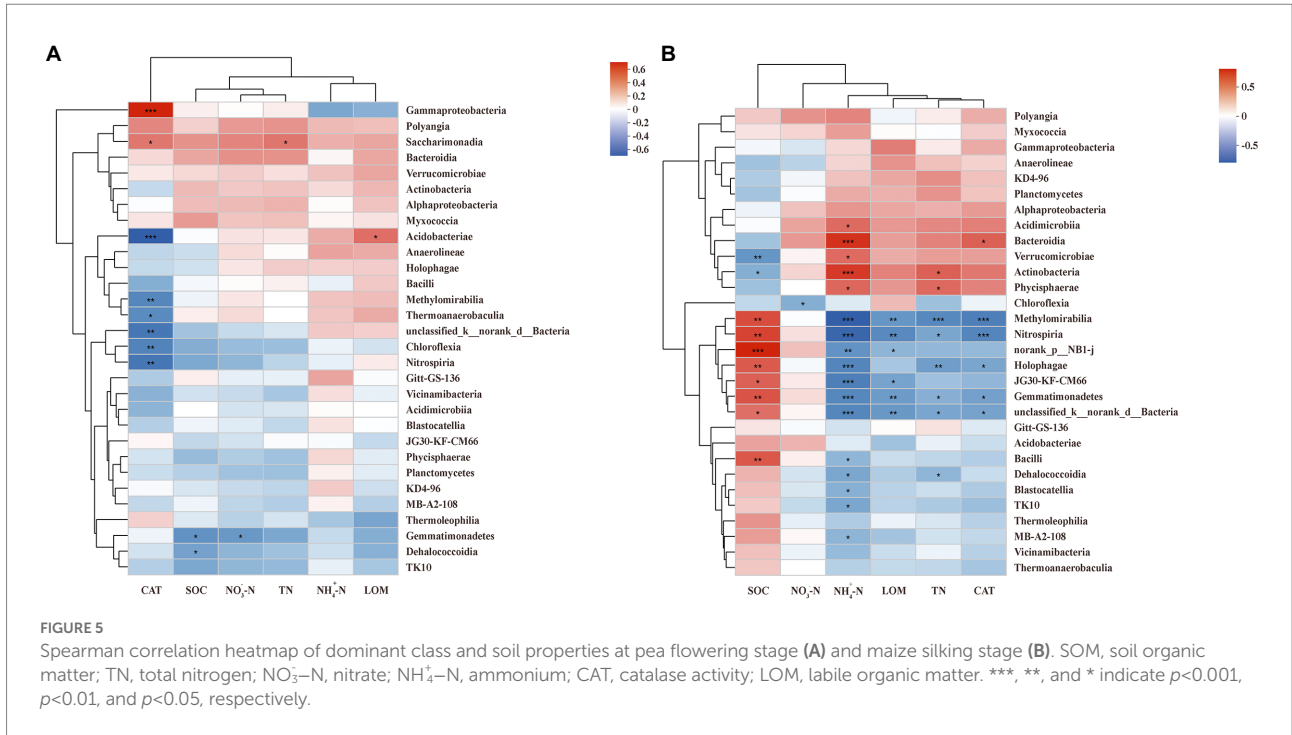 A
0.6
0.4
0.2
0
-0.2
-0.4
-0.6
*** Gammaproteobacteria
Polyangia
* * Saccharimonadia
Bacteroidia
Verrucomicrobiae
Actinobacteria
Alphaproteobacteria
Myxococcia
*** * Acidobacteriae
Anaerolineae
Holophagae
Bacilli
** Methylomirabilia
* Thermoanaerobaculia
** unclassified_k__norank_d__Bacteria
** Chloroflexia
** Nitrospiria
Gitt-GS-136
Vicinamibacteria
Acidimicrobiia
Blastocatellia
JG30-KF-CM66
Phycisphaerae
Planctomycetes
KD4-96
MB-A2-108
Thermoleophilia
* * Gemmatimonadetes
* Dehalococcoidia
TK10
CAT SOC NO₃⁻-N TN NH₄⁺-N LOM
B
0.5
0
-0.5
Polyangia
Myxococcia
Gammaproteobacteria
Anaerolineae
KD4-96
Planctomycetes
Alphaproteobacteria
* Acidimicrobiia
*** * Bacteroidia
** * Verrucomicrobiae
* *** * Actinobacteria
* * Phycisphaerae
* Chloroflexia
** *** ** *** *** Methylomirabilia
** *** ** * *** Nitrospiria
*** ** * norank_p__NB1-j
** *** ** * Holophagae
* *** * JG30-KF-CM66
** *** ** * * Gemmatimonadetes
* *** ** * * unclassified_k__norank_d__Bacteria
Gitt-GS-136
Acidobacteriae
** * Bacilli
* * Dehalococcoidia
* Blastocatellia
* TK10
Thermoleophilia
* MB-A2-108
Vicinamibacteria
Thermoanaerobaculia
SOC NO₃-N NH₄⁺-N LOM TN CAT
FIGURE 5
Spearman correlation heatmap of dominant class and soil properties at pea flowering stage (A) and maize silking stage (B). SOM, soil organic
matter; TN, total nitrogen; NO₃⁻–N, nitrate; NH₄⁺–N, ammonium; CAT, catalase activity; LOM, labile organic matter. ***, **, and * indicate p<0.001,
p<0.01, and p<0.05, respectively.